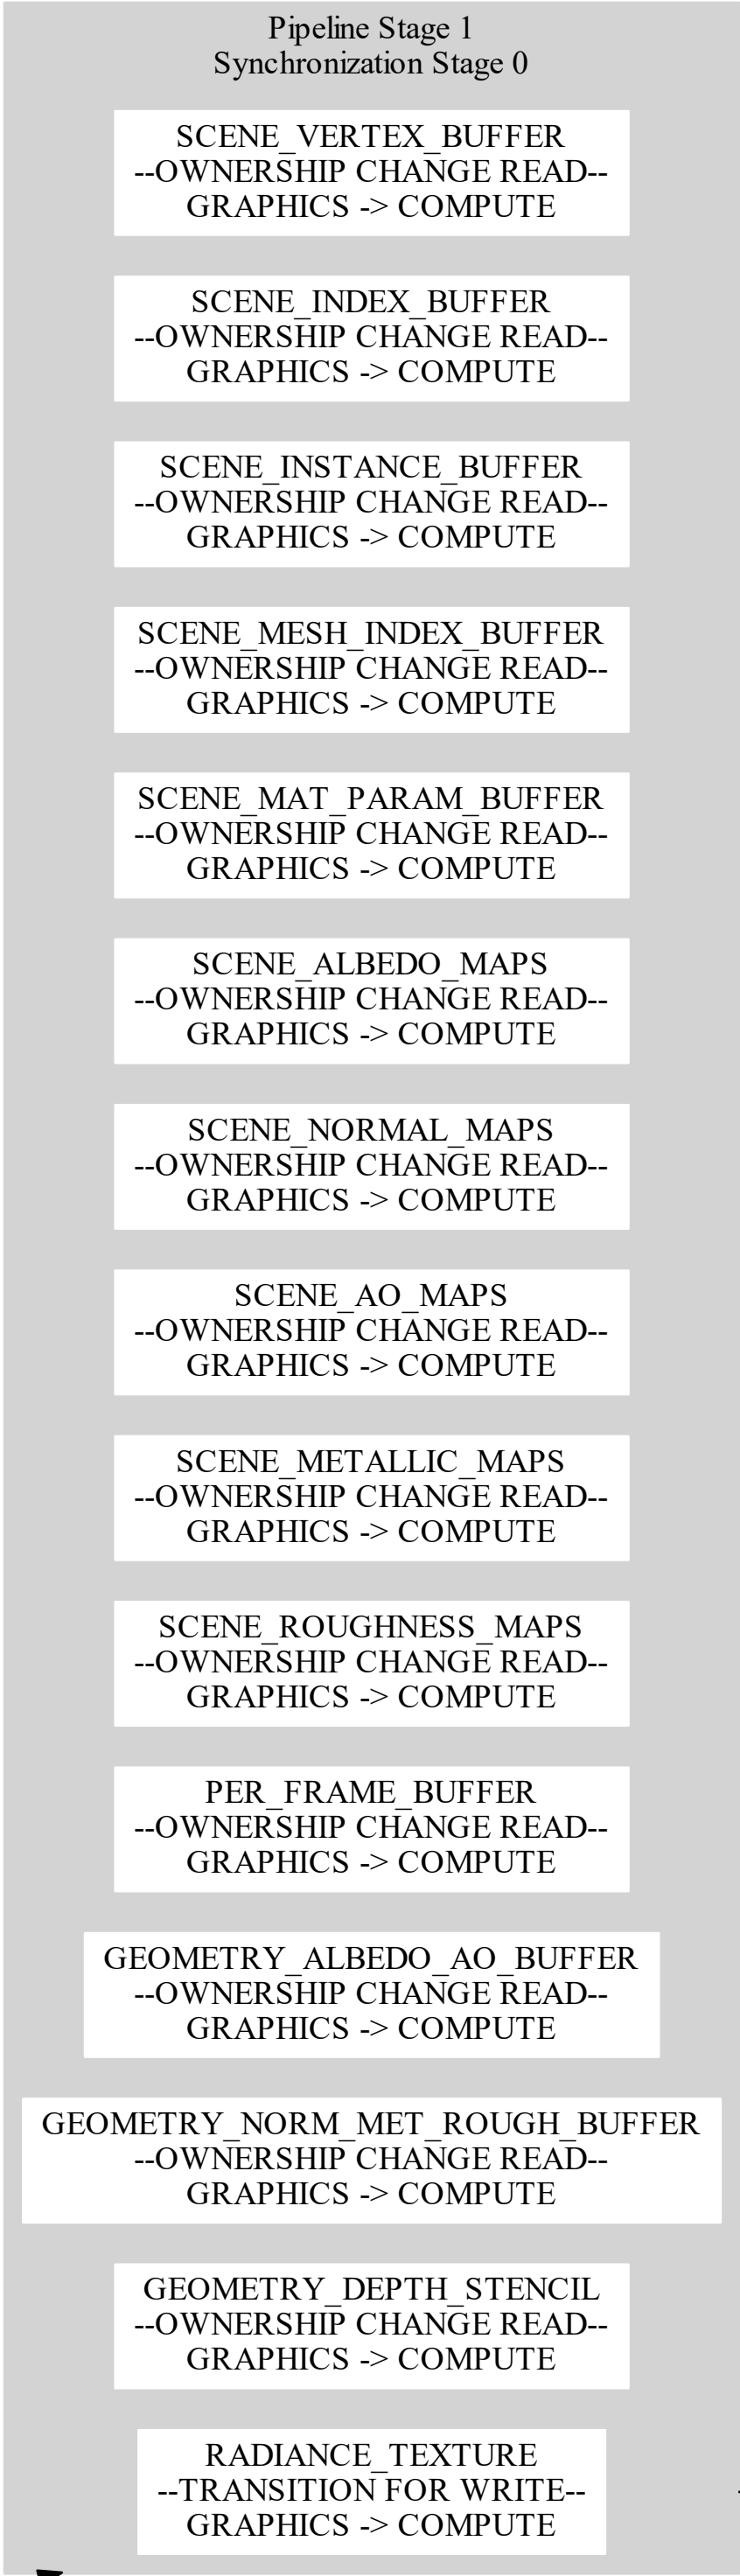 Pipeline Stage 1
Synchronization Stage 0
SCENE_VERTEX_BUFFER
--OWNERSHIP CHANGE READ--
GRAPHICS -> COMPUTE
SCENE_INDEX_BUFFER
--OWNERSHIP CHANGE READ--
GRAPHICS -> COMPUTE
SCENE_INSTANCE_BUFFER
--OWNERSHIP CHANGE READ--
GRAPHICS -> COMPUTE
SCENE_MESH_INDEX_BUFFER
--OWNERSHIP CHANGE READ--
GRAPHICS -> COMPUTE
SCENE_MAT_PARAM_BUFFER
--OWNERSHIP CHANGE READ--
GRAPHICS -> COMPUTE
SCENE_ALBEDO_MAPS
--OWNERSHIP CHANGE READ--
GRAPHICS -> COMPUTE
SCENE_NORMAL_MAPS
--OWNERSHIP CHANGE READ--
GRAPHICS -> COMPUTE
SCENE_AO_MAPS
--OWNERSHIP CHANGE READ--
GRAPHICS -> COMPUTE
SCENE_METALLIC_MAPS
--OWNERSHIP CHANGE READ--
GRAPHICS -> COMPUTE
SCENE_ROUGHNESS_MAPS
--OWNERSHIP CHANGE READ--
GRAPHICS -> COMPUTE
PER_FRAME_BUFFER
--OWNERSHIP CHANGE READ--
GRAPHICS -> COMPUTE
GEOMETRY_ALBEDO_AO_BUFFER
--OWNERSHIP CHANGE READ--
GRAPHICS -> COMPUTE
GEOMETRY_NORM_MET_ROUGH_BUFFER
--OWNERSHIP CHANGE READ--
GRAPHICS -> COMPUTE
GEOMETRY_DEPTH_STENCIL
--OWNERSHIP CHANGE READ--
GRAPHICS -> COMPUTE
RADIANCE_TEXTURE
--TRANSITION FOR WRITE--
GRAPHICS -> COMPUTE